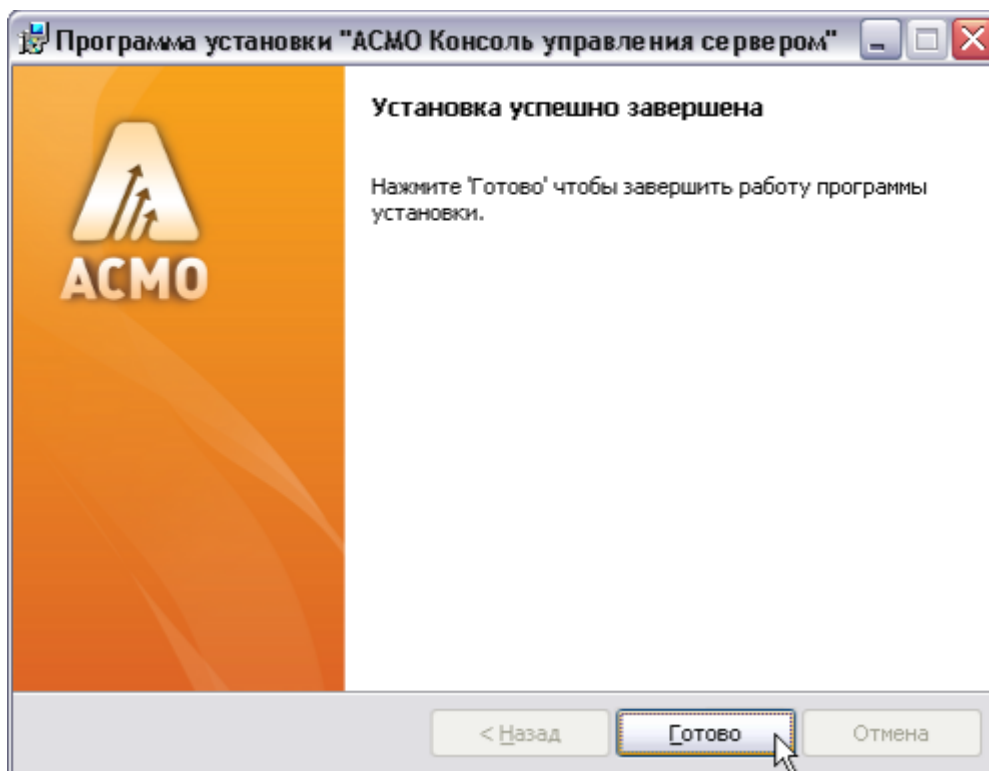 Программа установки "АСМО Консоль управления сервером"
АСМО
Установка успешно завершена
Нажмите 'Готово' чтобы завершить работу программы
установки.
< Назад
Готово
Отмена